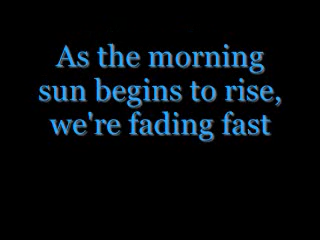 As the morning
sun begins to rise,
we're fading fast